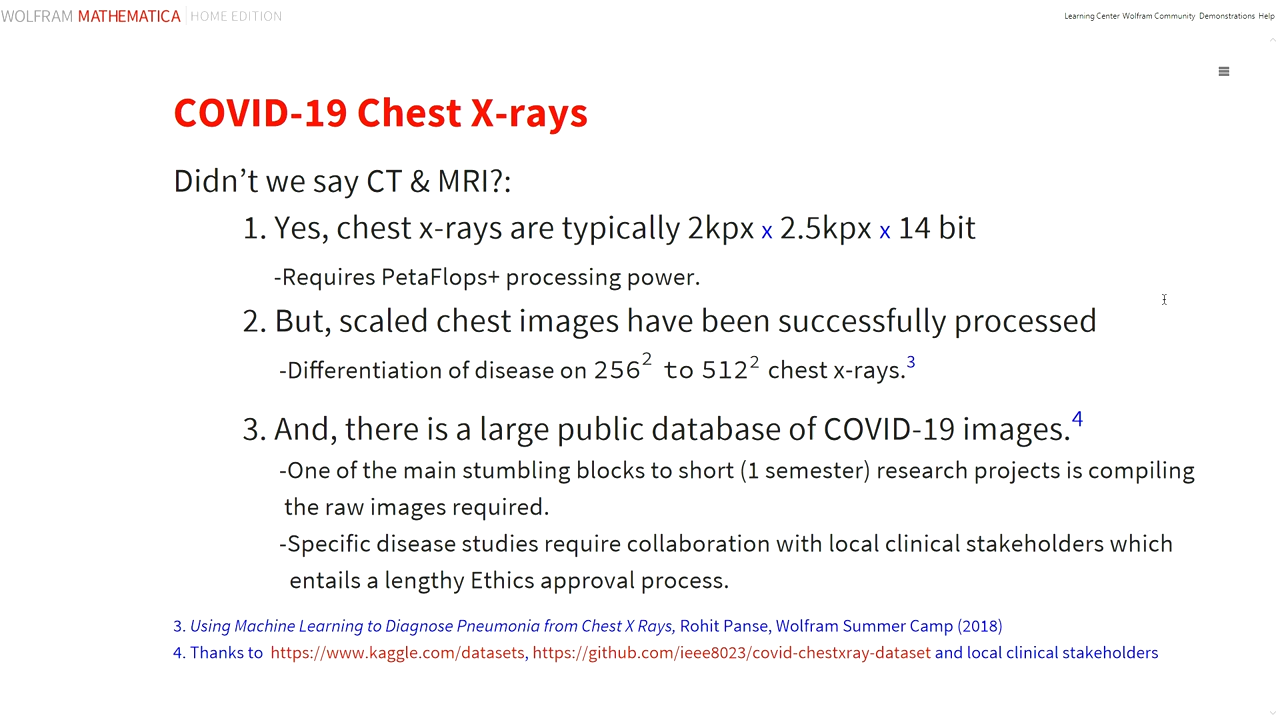 WOLFRAM MATHEMATICA | HOME EDITION
Learning Center Wolfram Community Demonstrations Help
COVID-19 Chest X-rays
Didn't we say CT & MRI?:
1. Yes, chest x-rays are typically 2kpx x 2.5kpx x 14 bit
-Requires PetaFlops+ processing power.
2. But, scaled chest images have been successfully processed
-Differentiation of disease on 256² to 512² chest x-rays.³
3. And, there is a large public database of COVID-19 images.⁴
-One of the main stumbling blocks to short (1 semester) research projects is compiling
the raw images required.
-Specific disease studies require collaboration with local clinical stakeholders which
entails a lengthy Ethics approval process.
3. Using Machine Learning to Diagnose Pneumonia from Chest X Rays, Rohit Panse, Wolfram Summer Camp (2018)
4. Thanks to https://www.kaggle.com/datasets, https://github.com/ieee8023/covid-chestxray-dataset and local clinical stakeholders